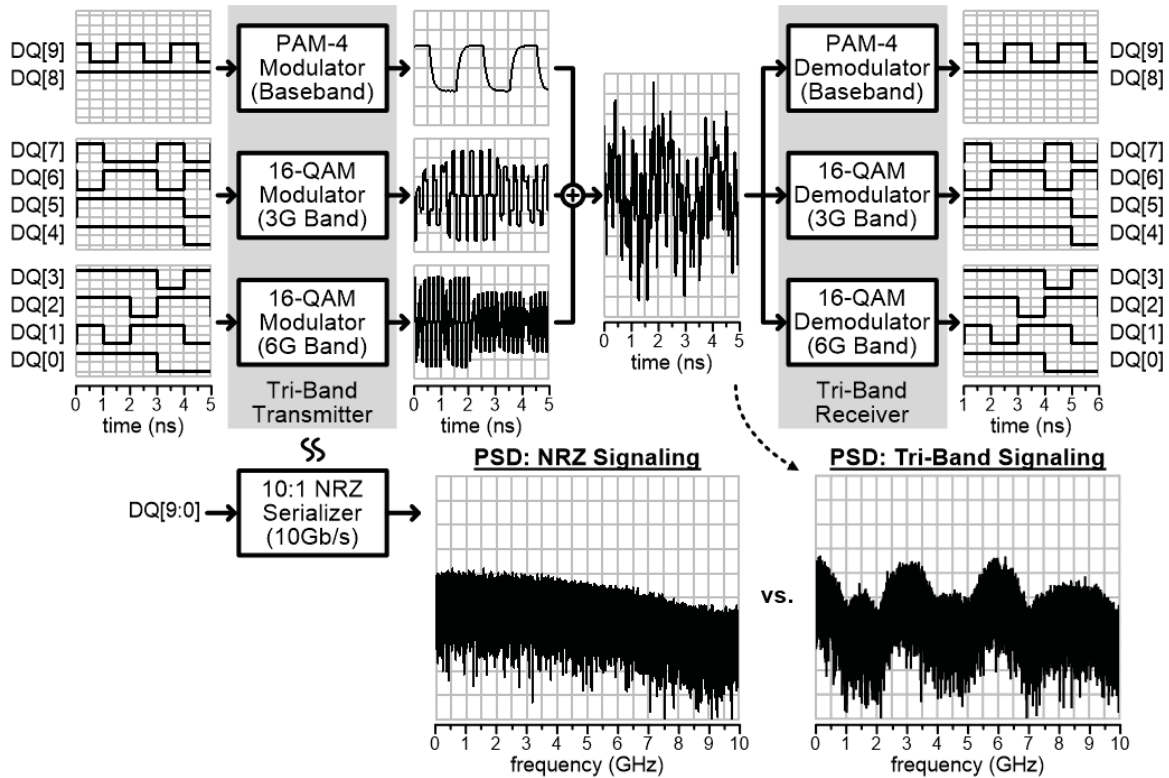 DQ[9]
DQ[8]
PAM-4
Modulator
(Baseband)
PAM-4
Demodulator
(Baseband)
DQ[9]
DQ[8]
DQ[7]
DQ[6]
DQ[5]
DQ[4]
16-QAM
Modulator
(3G Band)
16-QAM
Demodulator
(3G Band)
DQ[7]
DQ[6]
DQ[5]
DQ[4]
DQ[3]
DQ[2]
DQ[1]
DQ[0]
16-QAM
Modulator
(6G Band)
16-QAM
Demodulator
(6G Band)
DQ[3]
DQ[2]
DQ[1]
DQ[0]
0 1 2 3 4 5
time (ns)
Tri-Band
Transmitter
0 1 2 3 4 5
time (ns)
0 1 2 3 4 5
time (ns)
Tri-Band
Receiver
1 2 3 4 5 6
time (ns)
DQ[9:0]
10:1 NRZ
Serializer
(10Gb/s)
PSD: NRZ Signaling
0 1 2 3 4 5 6 7 8 9 10
frequency (GHz)
vs.
PSD: Tri-Band Signaling
0 1 2 3 4 5 6 7 8 9 10
frequency (GHz)